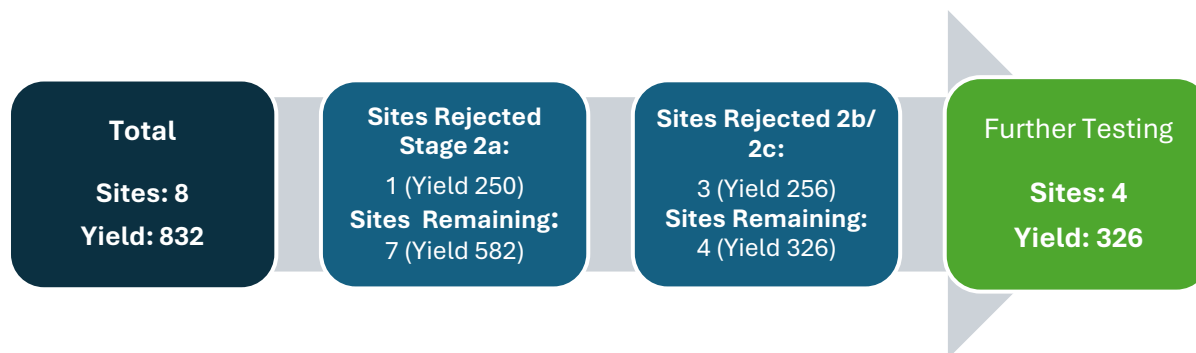 Total
Sites: 8
Yield: 832
Sites Rejected
Stage 2a:
1 (Yield 250)
Sites Remaining:
7 (Yield 582)
Sites Rejected 2b/
2c:
3 (Yield 256)
Sites Remaining:
4 (Yield 326)
Further Testing
Sites: 4
Yield: 326